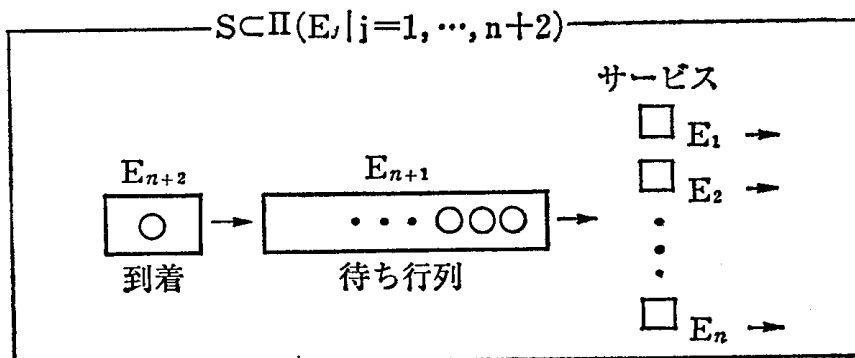 S⊂Π(Eⱼ|j=1, …, n+2)
サービス
E₁
Eₙ₊₂
Eₙ₊₁
E₂
到着
待ち行列
Eₙ